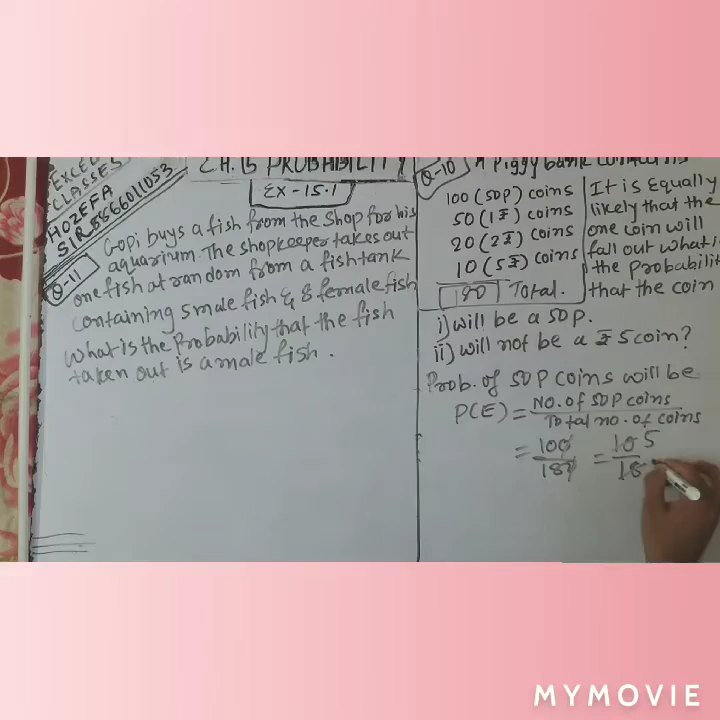 EXCEL
CLASSES
HOZEFA
SIR 8866011053
CH. 15 PROBABILITY
EX-15.1
Q-11
Gopi buys a fish from the shop for his
aquarium. The shopkeeper takes out
one fish at random from a fish tank
containing 5 male fish & 8 female fish
What is the Probability that the fish
taken out is a male fish.
Q-10 A Piggy bank contains
100 (50P) coins
50 (1₹) coins
20 (2₹) coins
10 (5₹) coins
180 Total.
It is Equally
likely that the
one coin will
fall out what i
the Probabilit
that the coin
i) will be a 50P.
ii) will not be a ₹5 coin?
Prob. of 50P coins will be
P(E) = No. of 50P coins
Total no. of coins
= 100 = 10 5
180 18
MYMOVIE